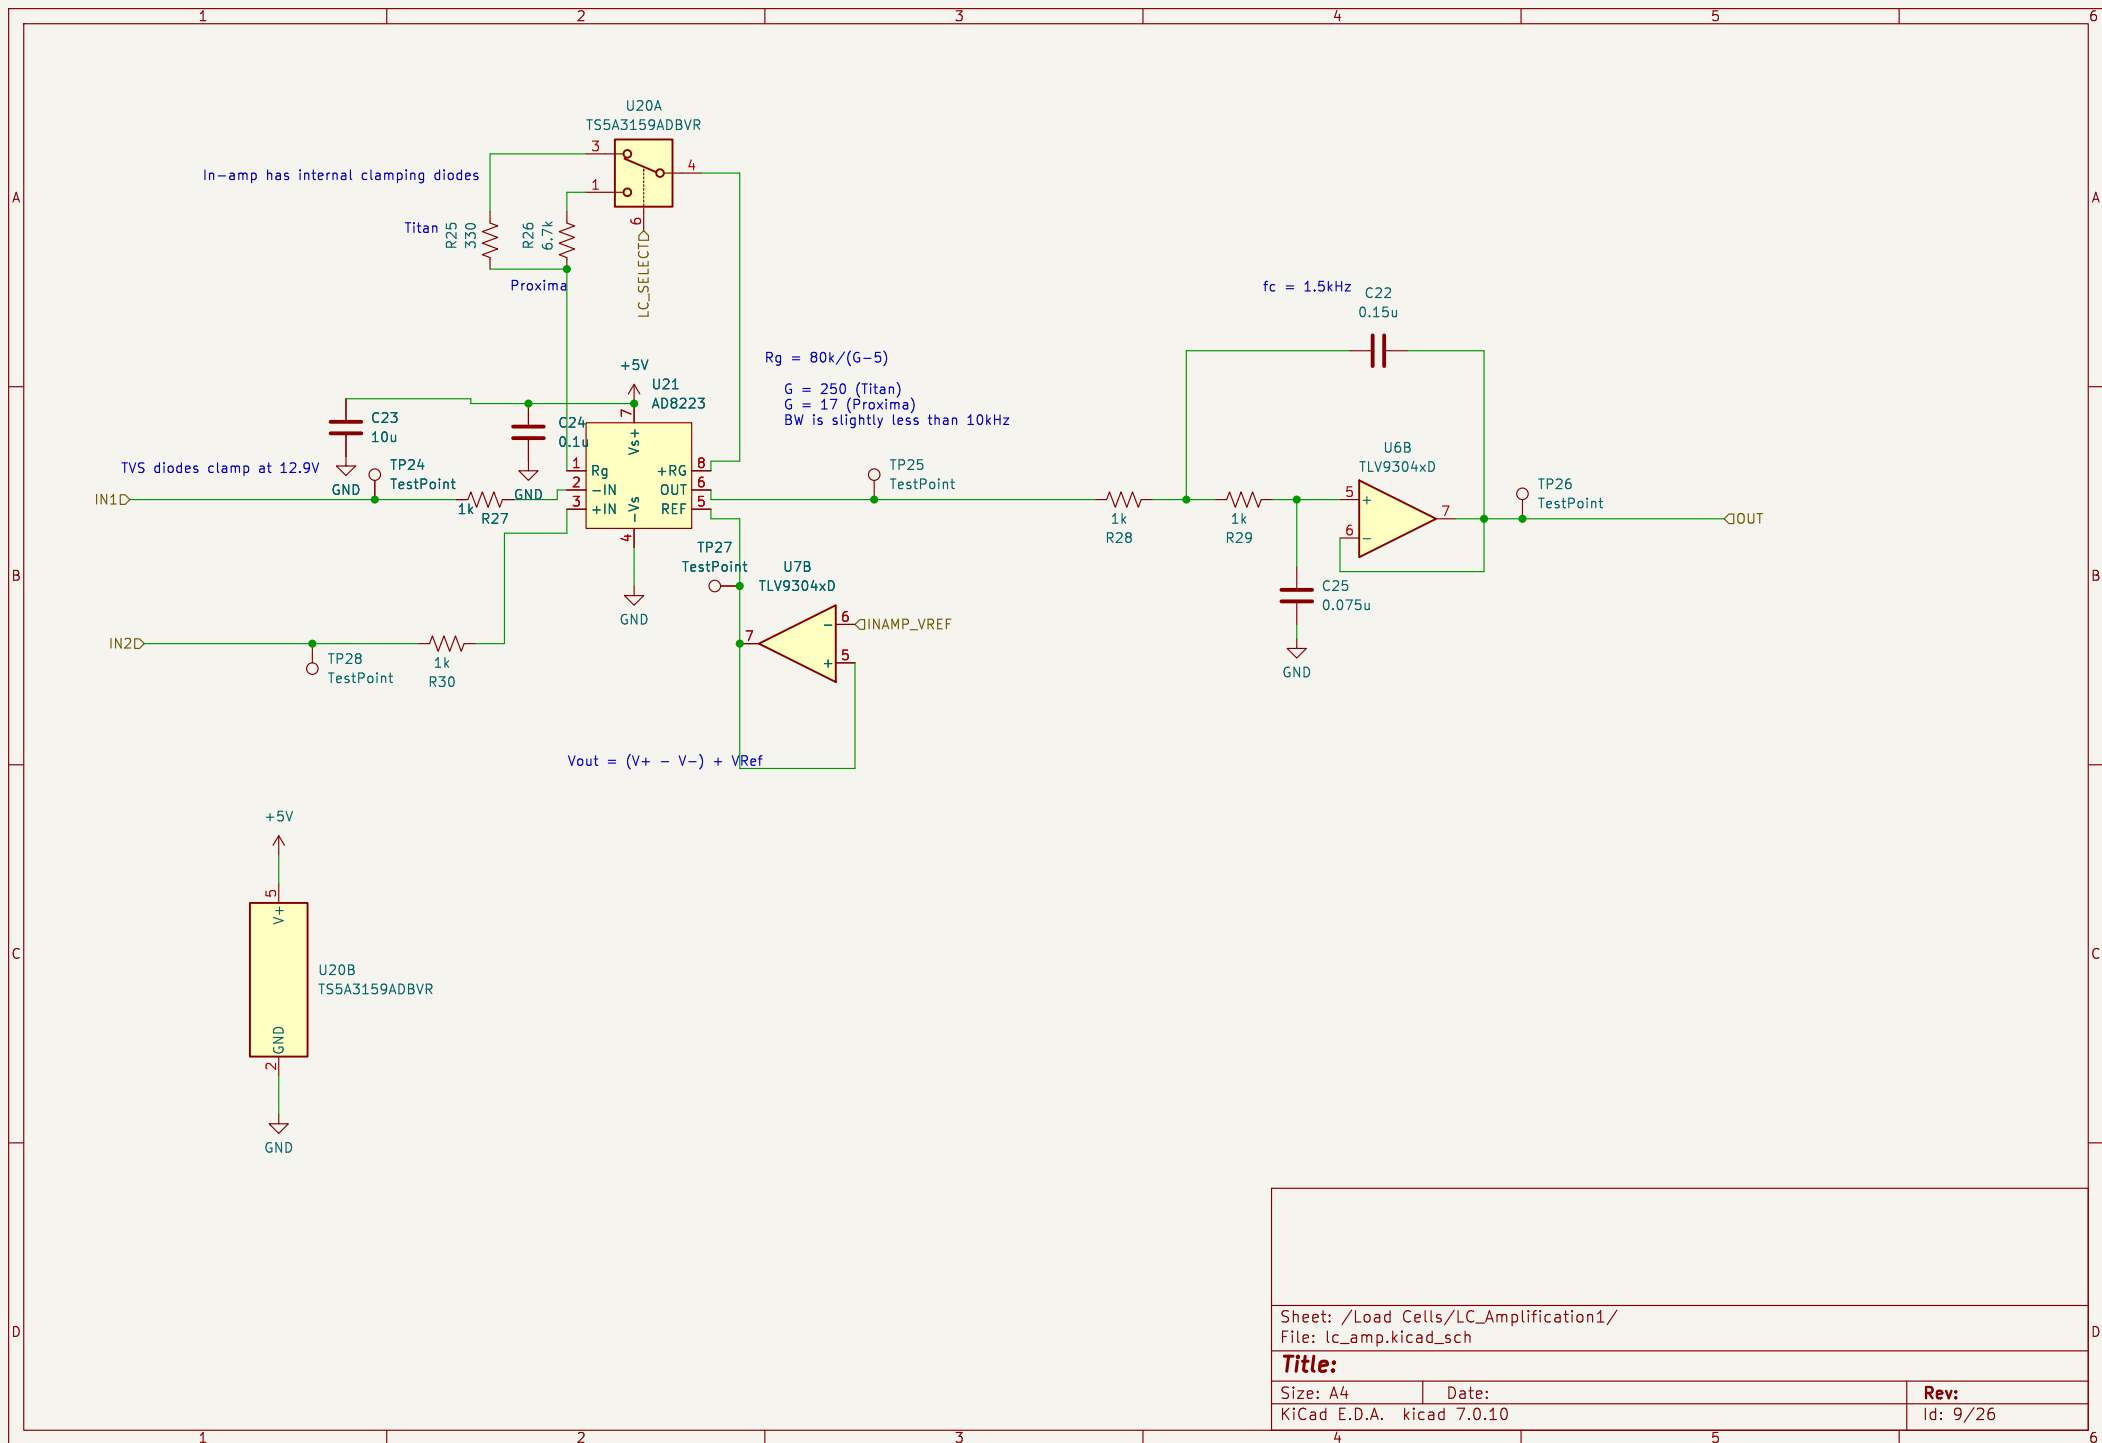 1 2 3 4 5 6
A A
B B
C C
D D
U20A
TS5A3159ADBVR
3
4
1
6
In-amp has internal clamping diodes
Titan
R25
330
R26
6.7k
Proxima
LC_SELECT
fc = 1.5kHz
C22
0.15u
Rg = 80k/(G-5)
G = 250 (Titan)
G = 17 (Proxima)
BW is slightly less than 10kHz
+5V
U21
AD8223
7
Vs+
C23
10u
GND
C24
0.1u
GND
TVS diodes clamp at 12.9V
TP24
TestPoint
IN1
1k
R27
1 Rg
2 -IN
3 +IN
+RG 8
OUT 6
REF 5
-Vs
4
GND
TP25
TestPoint
1k
R28
1k
R29
U6B
TLV9304xD
5
+
6
-
7
TP26
TestPoint
OUT
C25
0.075u
GND
TP27
TestPoint
U7B
TLV9304xD
7
-
6
INAMP_VREF
+
5
IN2
TP28
TestPoint
1k
R30
Vout = (V+ - V-) + VRef
+5V
5
V+
U20B
TS5A3159ADBVR
GND
2
GND
Sheet: /Load Cells/LC_Amplification1/
File: lc_amp.kicad_sch
Title:
Size: A4 Date: Rev:
KiCad E.D.A. kicad 7.0.10 Id: 9/26
1 2 3 4 5 6